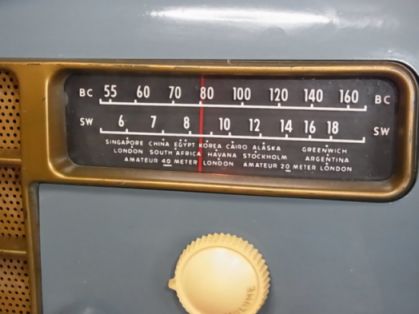 BC 55 60 70 80 100 120 140 160 BC
SW 6 7 8 10 12 14 16 18 SW
SINGAPORE CHINA EGYPT KOREA CAIRO ALASKA GREENWICH
LONDON SOUTH AFRICA HAVANA STOCKHOLM ARGENTINA
AMATEUR 40 METER LONDON AMATEUR 20 METER LONDON
VOLUME